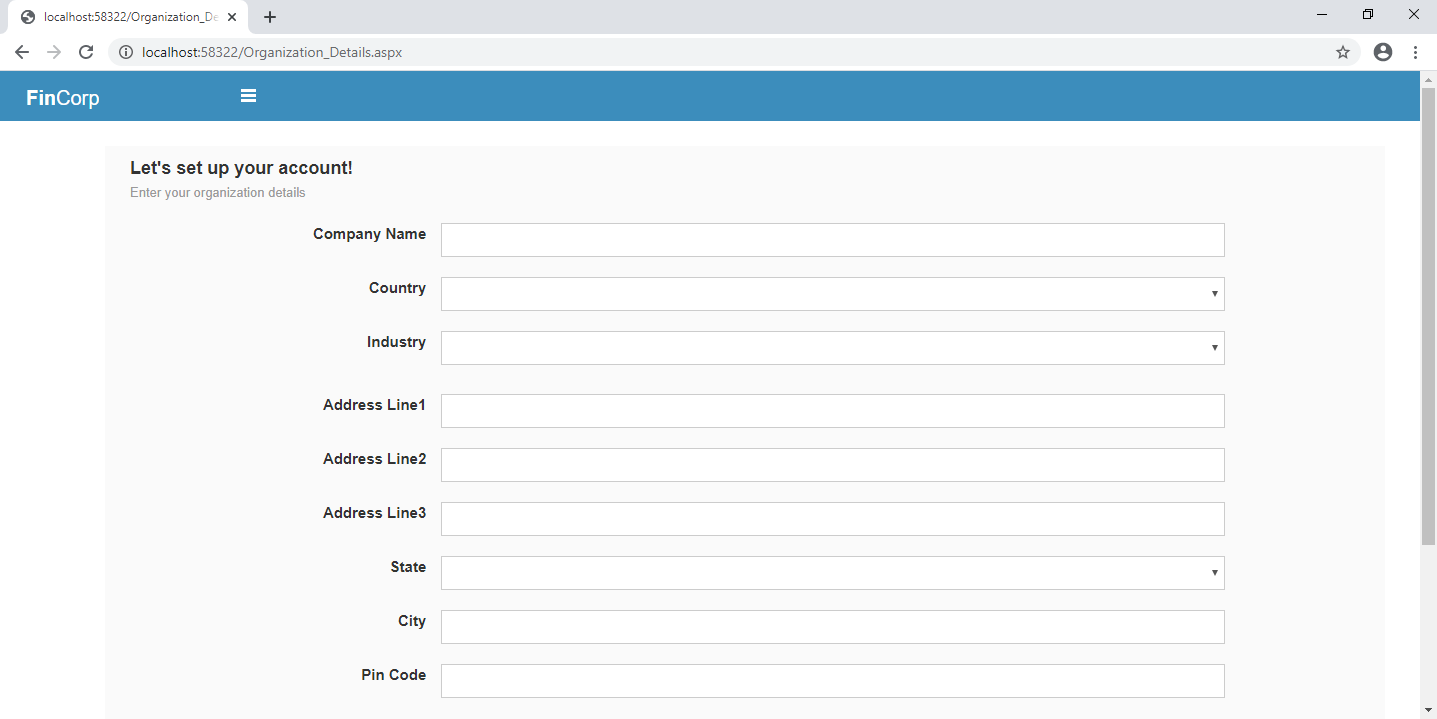 localhost:58322/Organization_De
localhost:58322/Organization_Details.aspx
FinCorp
Let's set up your account!
Enter your organization details
Company Name
Country
Industry
Address Line1
Address Line2
Address Line3
State
City
Pin Code